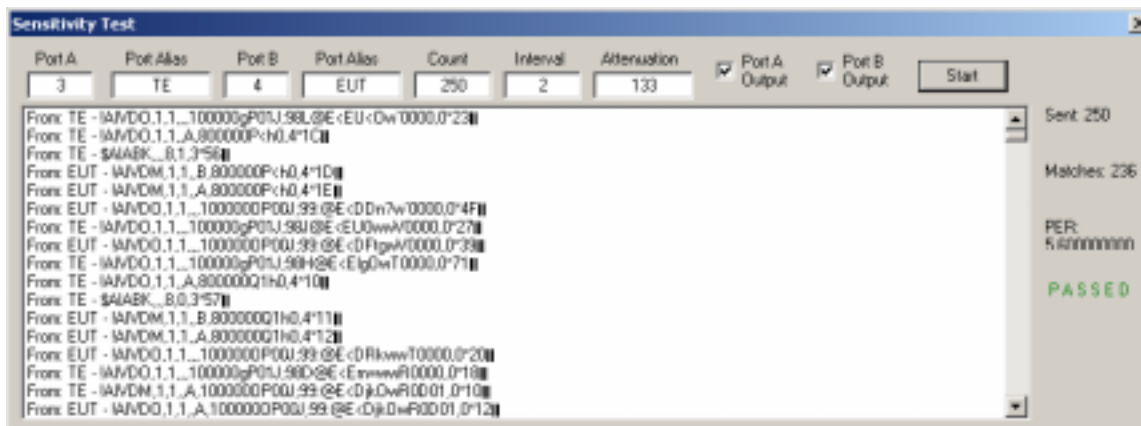 Sensitivity Test
Port A Port Alias Port B Port Alias Count Interval Attenuation Port A Output Port B Output
3 TE 4 EUT 250 2 133 Start
From: TE - !AIVDO,1,1,,,100000gP01J;98L@E<EU<Ow'0000,0*23
From: TE - !AIVDO,1,1,,A,800000P<h0,4*1C
From: TE - $AIABK,,,B,1,3*56
From: EUT - !AIVDM,1,1,,B,800000P<h0,4*1D
From: EUT - !AIVDM,1,1,,A,800000P<h0,4*1E
From: EUT - !AIVDO,1,1,,,1000000P00J;99:@E<DDn7w'0000,0*4F
From: TE - !AIVDO,1,1,,,100000gP01J;98J@E<EU0wwV0000,0*27
From: EUT - !AIVDO,1,1,,,1000000P00J;99:@E<DFtgwV0000,0*39
From: TE - !AIVDO,1,1,,,100000gP01J;98H@E<EIgOwT0000,0*71
From: TE - !AIVDO,1,1,,A,800000Q1h0,4*10
From: TE - $AIABK,,,B,0,3*57
From: EUT - !AIVDM,1,1,,B,800000Q1h0,4*11
From: EUT - !AIVDM,1,1,,A,800000Q1h0,4*12
From: EUT - !AIVDO,1,1,,,1000000P00J;99:@E<DRkwwwT0000,0*20
From: TE - !AIVDO,1,1,,,100000gP01J;98D@E<EnwwwR0000,0*18
From: TE - !AIVDM,1,1,,A,1000000P00J;99:@E<DjkOwR0D01,0*10
From: EUT - !AIVDO,1,1,,A,1000000P00J;99:@E<DjkOwR0D01,0*12
Sent: 250
Matches: 236
PER:
5.600000000
PASSED